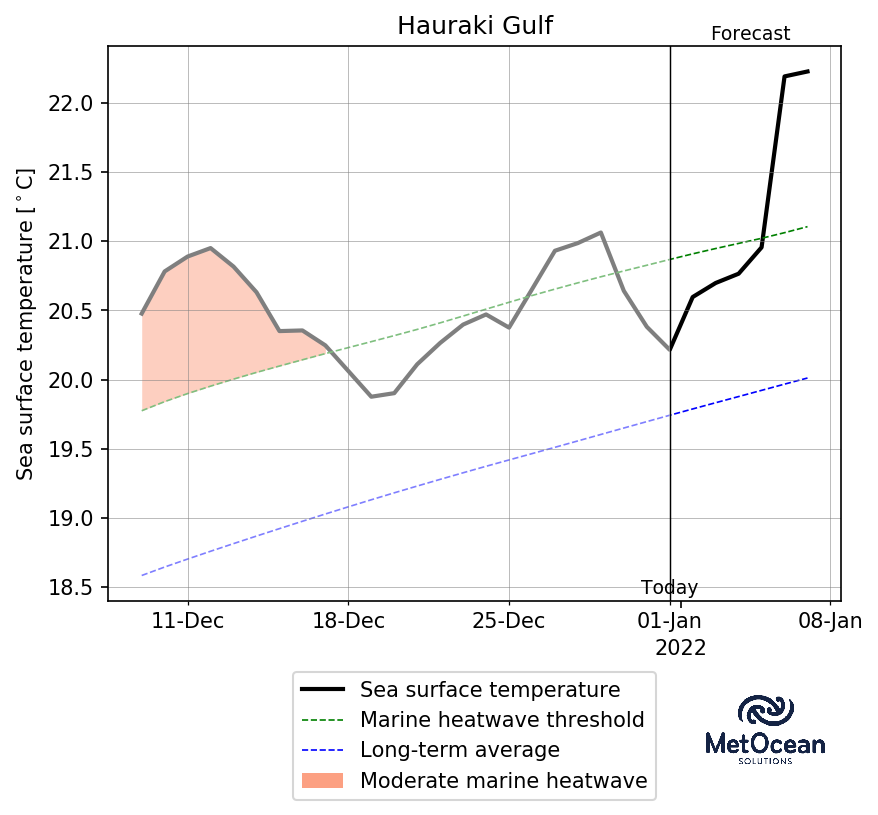 Hauraki Gulf
Forecast
Sea surface temperature [°C]
22.0
21.5
21.0
20.5
20.0
19.5
19.0
18.5
Today
11-Dec 18-Dec 25-Dec 01-Jan 08-Jan
2022
Sea surface temperature
Marine heatwave threshold
Long-term average
Moderate marine heatwave
MetOcean
SOLUTIONS